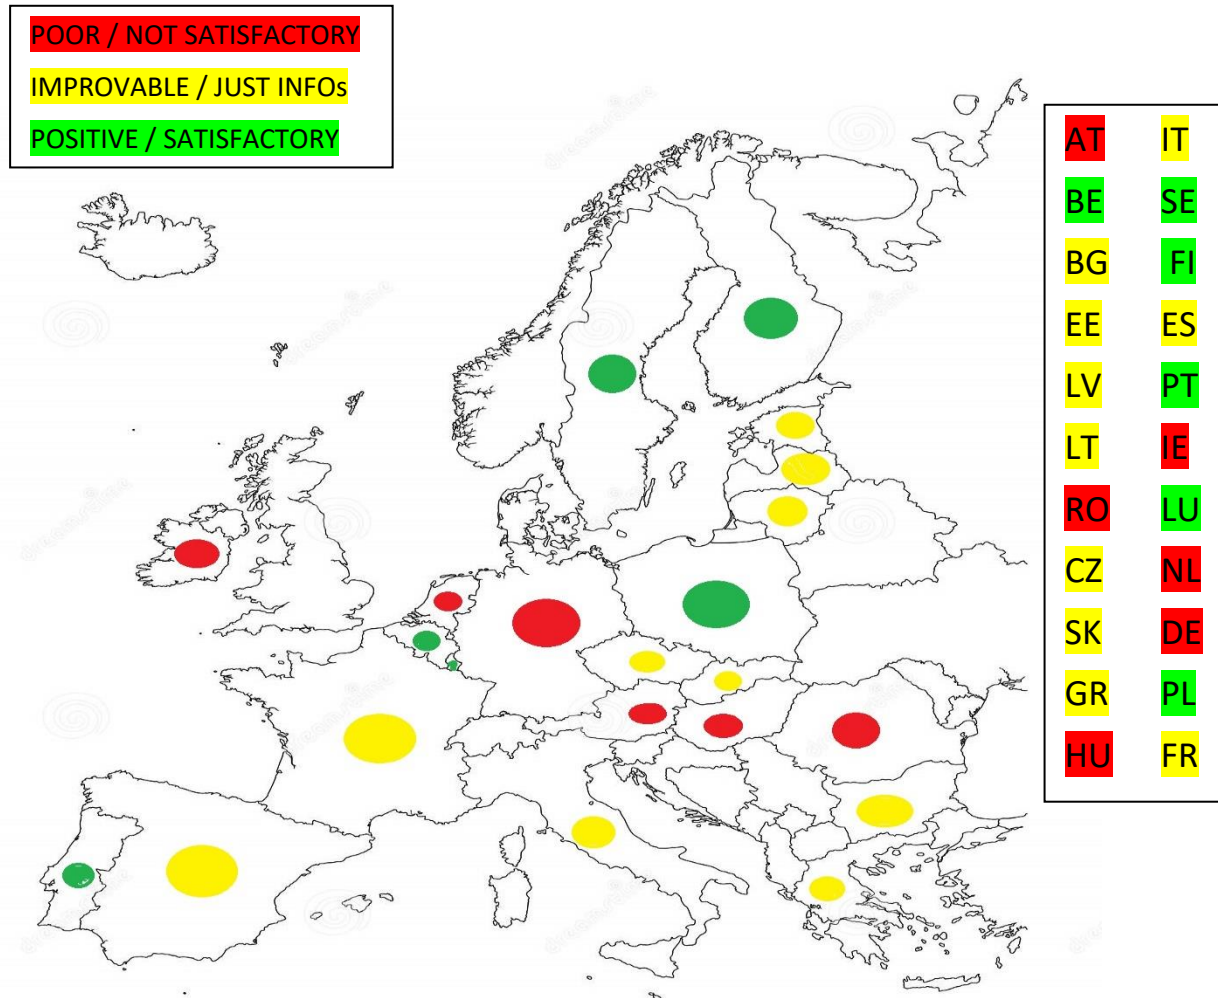 POOR / NOT SATISFACTORY
IMPROVABLE / JUST INFOs
POSITIVE / SATISFACTORY
AT IT
BE SE
BG FI
EE ES
LV PT
LT IE
RO LU
CZ NL
SK DE
GR PL
HU FR